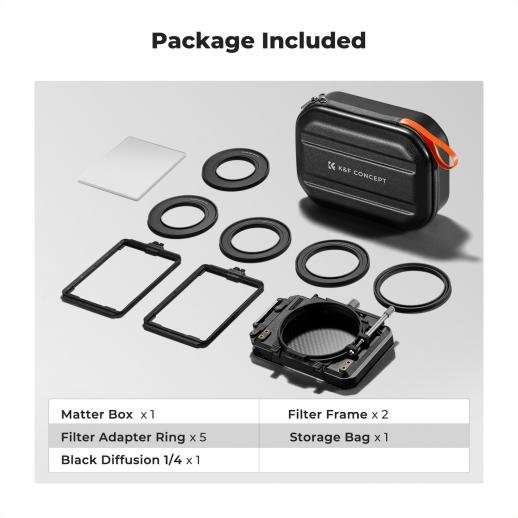 Package Included
K&F CONCEPT
Matter Box x 1
Filter Frame x 2
Filter Adapter Ring x 5
Storage Bag x 1
Black Diffusion 1/4 x 1